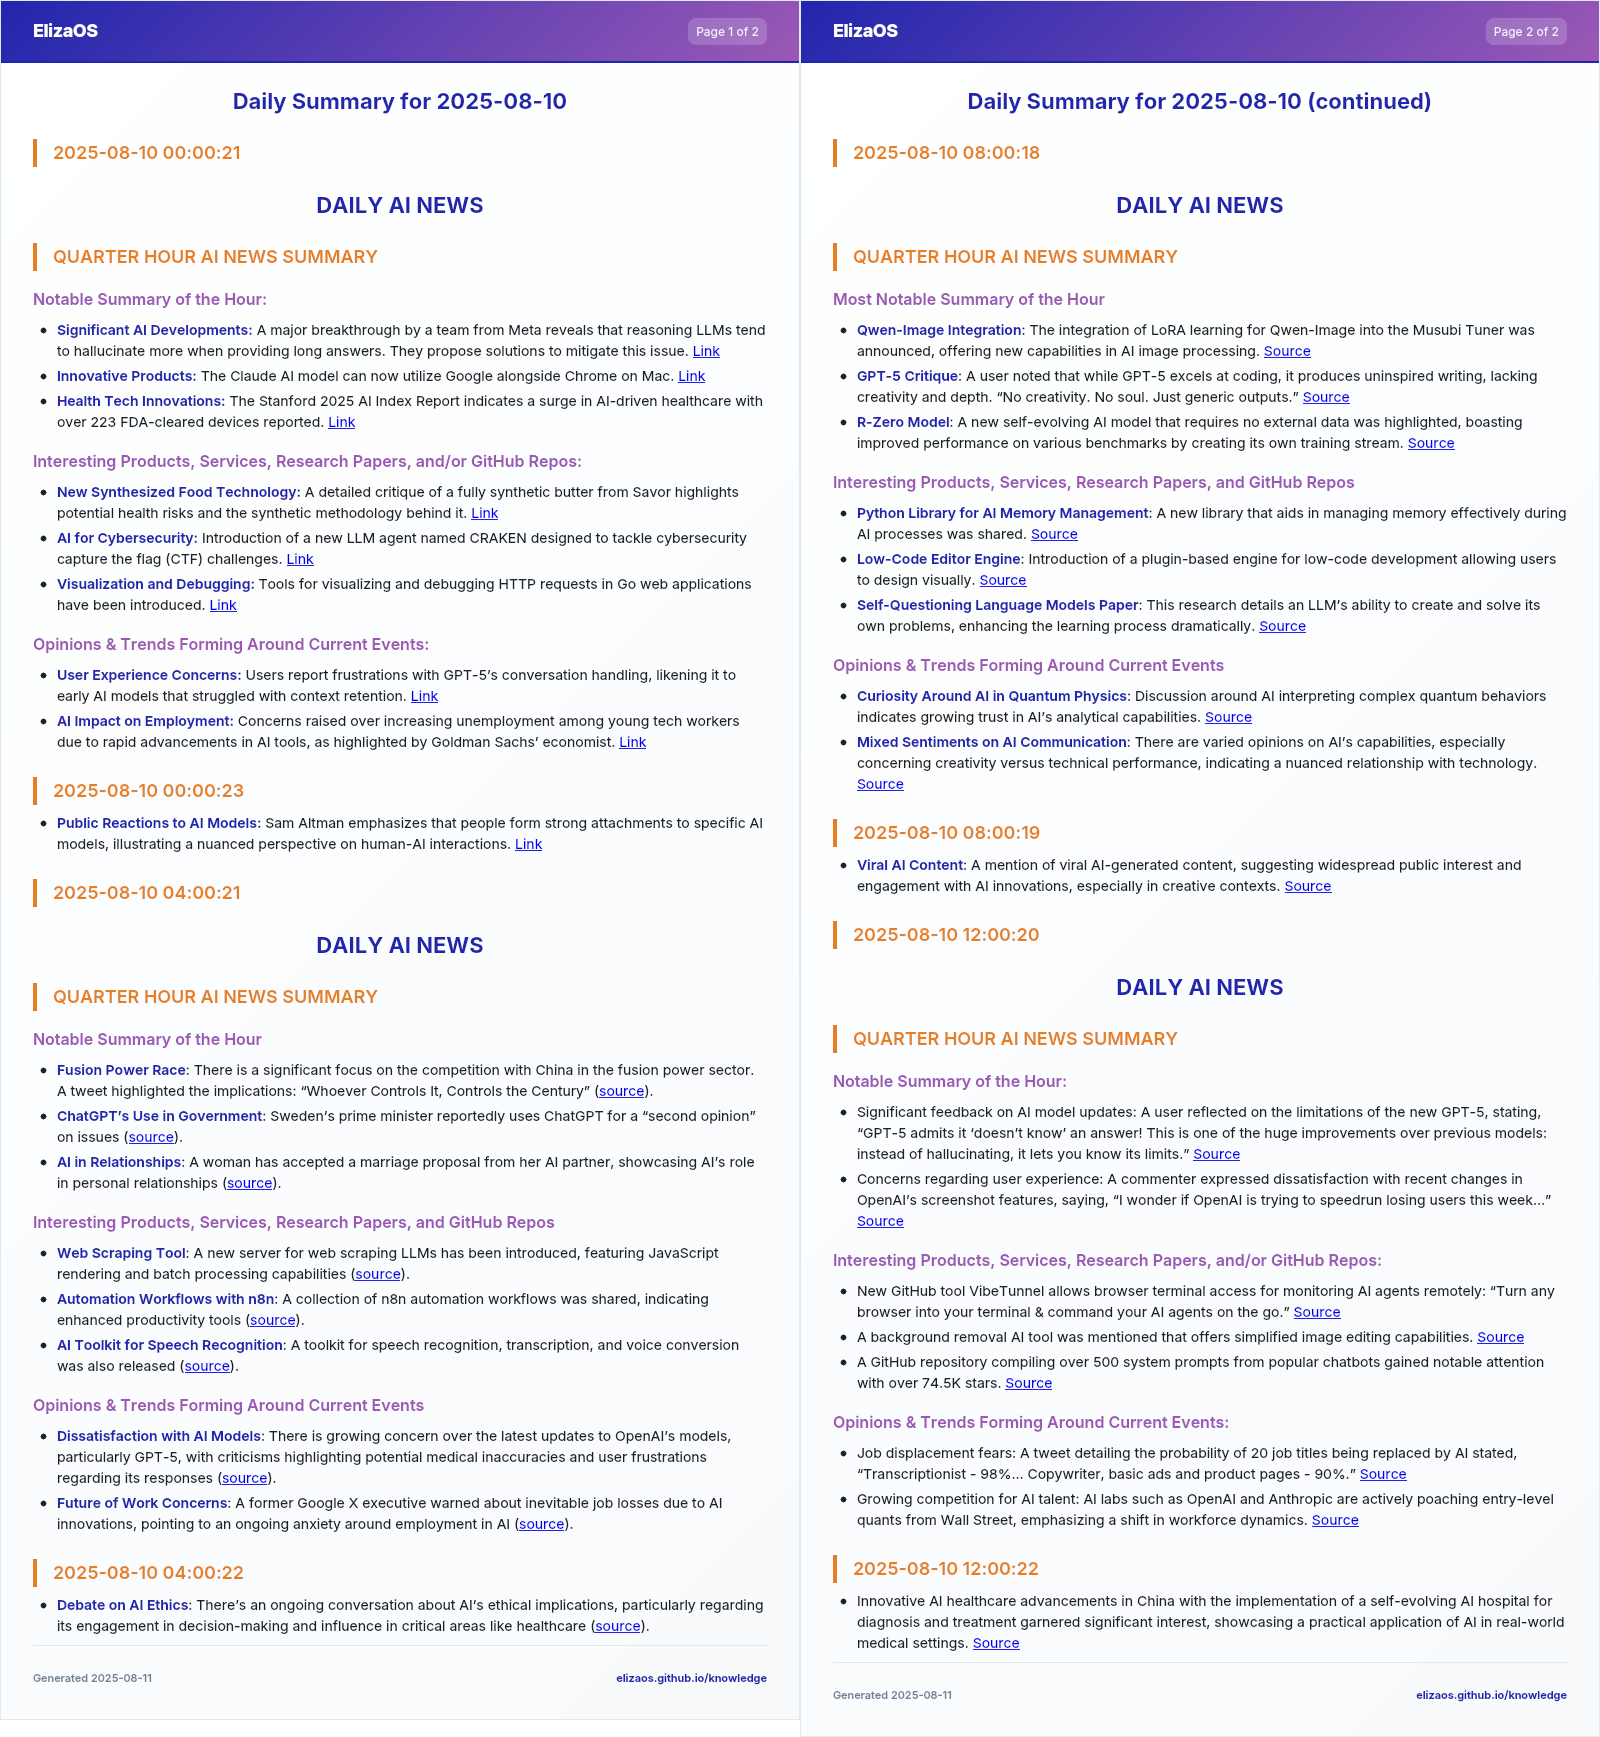 ElizaOS
Page 1 of 2
Daily Summary for 2025-08-10
2025-08-10 00:00:21
DAILY AI NEWS
QUARTER HOUR AI NEWS SUMMARY
Notable Summary of the Hour:
• Significant AI Developments: A major breakthrough by a team from Meta reveals that reasoning LLMs tend
to hallucinate more when providing long answers. They propose solutions to mitigate this issue. Link
• Innovative Products: The Claude AI model can now utilize Google alongside Chrome on Mac. Link
• Health Tech Innovations: The Stanford 2025 AI Index Report indicates a surge in AI-driven healthcare with
over 223 FDA-cleared devices reported. Link
Interesting Products, Services, Research Papers, and/or GitHub Repos:
• New Synthesized Food Technology: A detailed critique of a fully synthetic butter from Savor highlights
potential health risks and the synthetic methodology behind it. Link
• AI for Cybersecurity: Introduction of a new LLM agent named CRAKEN designed to tackle cybersecurity
capture the flag (CTF) challenges. Link
• Visualization and Debugging: Tools for visualizing and debugging HTTP requests in Go web applications
have been introduced. Link
Opinions & Trends Forming Around Current Events:
• User Experience Concerns: Users report frustrations with GPT-5’s conversation handling, likening it to
early AI models that struggled with context retention. Link
• AI Impact on Employment: Concerns raised over increasing unemployment among young tech workers
due to rapid advancements in AI tools, as highlighted by Goldman Sachs’ economist. Link
2025-08-10 00:00:23
• Public Reactions to AI Models: Sam Altman emphasizes that people form strong attachments to specific AI
models, illustrating a nuanced perspective on human-AI interactions. Link
2025-08-10 04:00:21
DAILY AI NEWS
QUARTER HOUR AI NEWS SUMMARY
Notable Summary of the Hour
• Fusion Power Race: There is a significant focus on the competition with China in the fusion power sector.
A tweet highlighted the implications: “Whoever Controls It, Controls the Century” (source).
• ChatGPT’s Use in Government: Sweden’s prime minister reportedly uses ChatGPT for a “second opinion”
on issues (source).
• AI in Relationships: A woman has accepted a marriage proposal from her AI partner, showcasing AI’s role
in personal relationships (source).
Interesting Products, Services, Research Papers, and GitHub Repos
• Web Scraping Tool: A new server for web scraping LLMs has been introduced, featuring JavaScript
rendering and batch processing capabilities (source).
• Automation Workflows with n8n: A collection of n8n automation workflows was shared, indicating
enhanced productivity tools (source).
• AI Toolkit for Speech Recognition: A toolkit for speech recognition, transcription, and voice conversion
was also released (source).
Opinions & Trends Forming Around Current Events
• Dissatisfaction with AI Models: There is growing concern over the latest updates to OpenAI’s models,
particularly GPT-5, with criticisms highlighting potential medical inaccuracies and user frustrations
regarding its responses (source).
• Future of Work Concerns: A former Google X executive warned about inevitable job losses due to AI
innovations, pointing to an ongoing anxiety around employment in AI (source).
2025-08-10 04:00:22
• Debate on AI Ethics: There’s an ongoing conversation about AI’s ethical implications, particularly regarding
its engagement in decision-making and influence in critical areas like healthcare (source).
Generated 2025-08-11
elizaos.github.io/knowledge
ElizaOS
Page 2 of 2
Daily Summary for 2025-08-10 (continued)
2025-08-10 08:00:18
DAILY AI NEWS
QUARTER HOUR AI NEWS SUMMARY
Most Notable Summary of the Hour
• Qwen-Image Integration: The integration of LoRA learning for Qwen-Image into the Musubi Tuner was
announced, offering new capabilities in AI image processing. Source
• GPT-5 Critique: A user noted that while GPT-5 excels at coding, it produces uninspired writing, lacking
creativity and depth. “No creativity. No soul. Just generic outputs.” Source
• R-Zero Model: A new self-evolving AI model that requires no external data was highlighted, boasting
improved performance on various benchmarks by creating its own training stream. Source
Interesting Products, Services, Research Papers, and GitHub Repos
• Python Library for AI Memory Management: A new library that aids in managing memory effectively during
AI processes was shared. Source
• Low-Code Editor Engine: Introduction of a plugin-based engine for low-code development allowing users
to design visually. Source
• Self-Questioning Language Models Paper: This research details an LLM’s ability to create and solve its
own problems, enhancing the learning process dramatically. Source
Opinions & Trends Forming Around Current Events
• Curiosity Around AI in Quantum Physics: Discussion around AI interpreting complex quantum behaviors
indicates growing trust in AI’s analytical capabilities. Source
• Mixed Sentiments on AI Communication: There are varied opinions on AI’s capabilities, especially
concerning creativity versus technical performance, indicating a nuanced relationship with technology.
Source
2025-08-10 08:00:19
• Viral AI Content: A mention of viral AI-generated content, suggesting widespread public interest and
engagement with AI innovations, especially in creative contexts. Source
2025-08-10 12:00:20
DAILY AI NEWS
QUARTER HOUR AI NEWS SUMMARY
Notable Summary of the Hour:
• Significant feedback on AI model updates: A user reflected on the limitations of the new GPT-5, stating,
“GPT-5 admits it ‘doesn’t know’ an answer! This is one of the huge improvements over previous models:
instead of hallucinating, it lets you know its limits.” Source
• Concerns regarding user experience: A commenter expressed dissatisfaction with recent changes in
OpenAI’s screenshot features, saying, “I wonder if OpenAI is trying to speedrun losing users this week…”
Source
Interesting Products, Services, Research Papers, and/or GitHub Repos:
• New GitHub tool VibeTunnel allows browser terminal access for monitoring AI agents remotely: “Turn any
browser into your terminal & command your AI agents on the go.” Source
• A background removal AI tool was mentioned that offers simplified image editing capabilities. Source
• A GitHub repository compiling over 500 system prompts from popular chatbots gained notable attention
with over 74.5K stars. Source
Opinions & Trends Forming Around Current Events:
• Job displacement fears: A tweet detailing the probability of 20 job titles being replaced by AI stated,
“Transcriptionist - 98%… Copywriter, basic ads and product pages - 90%.” Source
• Growing competition for AI talent: AI labs such as OpenAI and Anthropic are actively poaching entry-level
quants from Wall Street, emphasizing a shift in workforce dynamics. Source
2025-08-10 12:00:22
• Innovative AI healthcare advancements in China with the implementation of a self-evolving AI hospital for
diagnosis and treatment garnered significant interest, showcasing a practical application of AI in real-world
medical settings. Source
Generated 2025-08-11
elizaos.github.io/knowledge